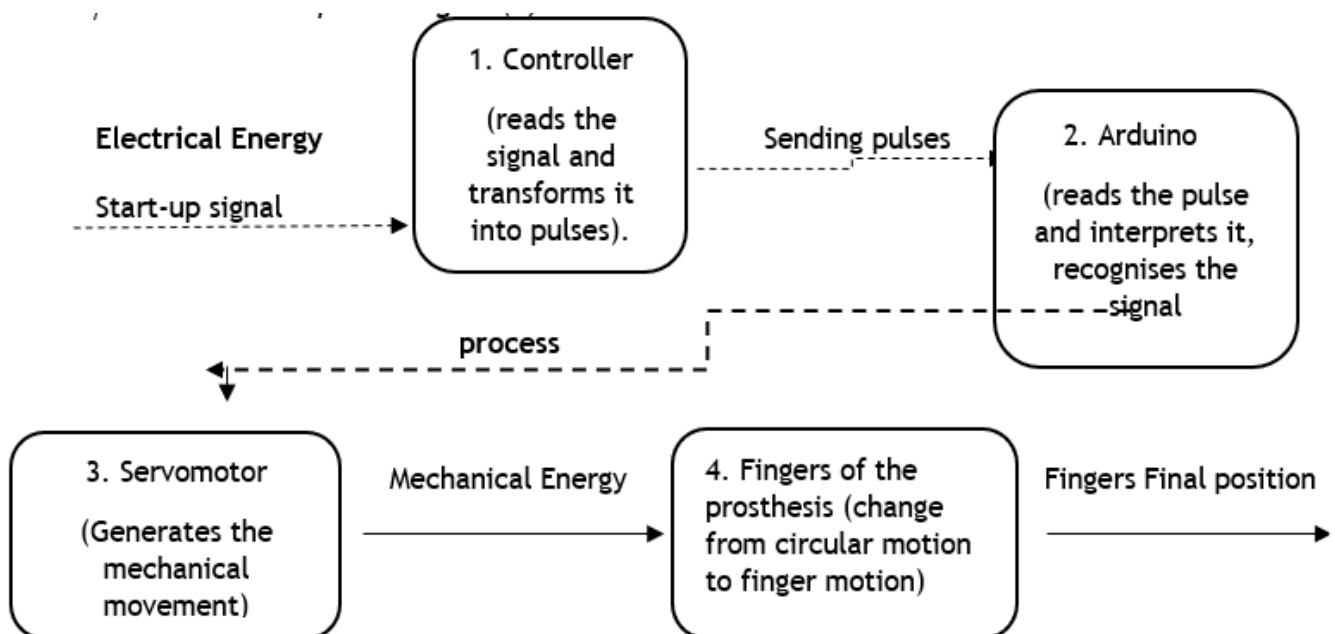 1. Controller
(reads the
signal and
transforms it
into pulses).
Electrical Energy
Start-up signal
Sending pulses
2. Arduino
(reads the pulse
and interprets it,
recognises the
signal
process
3. Servomotor
(Generates the
mechanical
movement)
Mechanical Energy
4. Fingers of the
prosthesis (change
from circular motion
to finger motion)
Fingers Final position